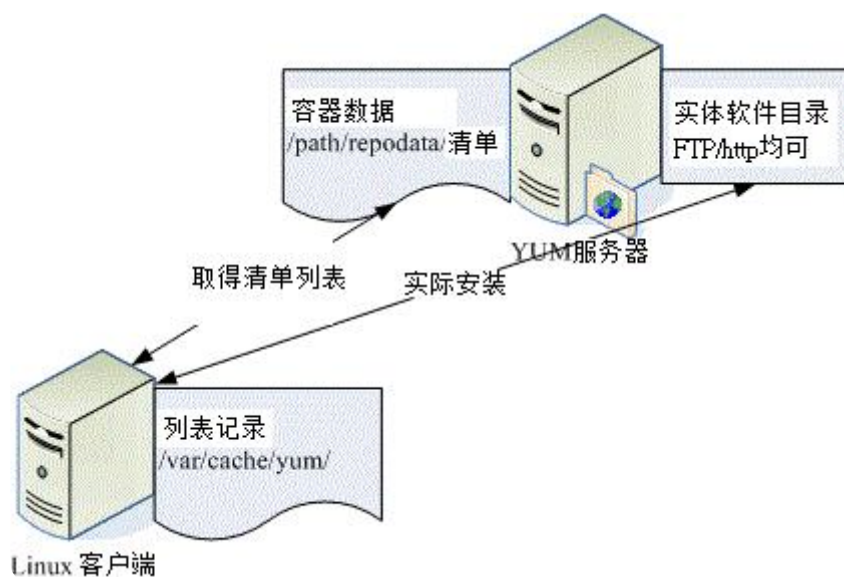 容器数据
/path/repodata/清单
实体软件目录
FTP/http均可
YUM服务器
取得清单列表
实际安装
列表记录
/var/cache/yum/
Linux 客户端